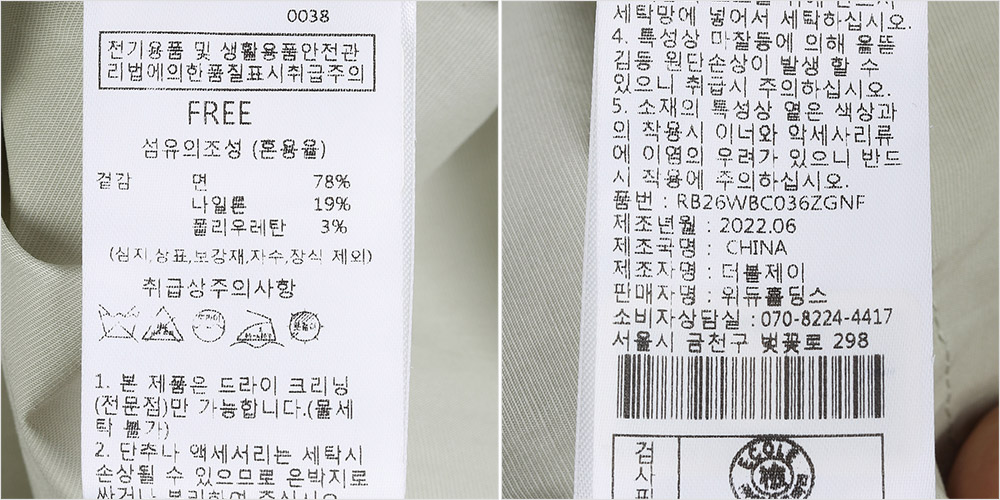 0038
전기용품 및 생활용품안전관
리법에의한품질표시취급주의
FREE
섬유의조성 (혼용율)
겉감 면 78%
나일론 19%
폴리우레탄 3%
(심지,상표,보강재,자수,장식 제외)
취급상주의사항
1. 본 제품은 드라이 크리닝
(전문점)만 가능합니다.(물세
탁 불가)
2. 단추나 액세서리는 세탁시
손상될 수 있으므로 은박지로
싸거나 분리하여 주십시오
세탁망에 넣어서 세탁하십시오.
4. 특성상 마찰등에 의해 올뜯
김등 원단손상이 발생 할 수
있으니 취급시 주의하십시오.
5. 소재의 특성상 옅은 색상과
의 착용시 이너와 악세사리류
에 이염의 우려가 있으니 반드
시 착용에 주의하십시오.
품번 : RB26WBC036ZGNF
제조년월 : 2022.06
제조국명 : CHINA
제조자명 : 더블제이
판매자명 : 위듀홀딩스
소비자상담실 : 070-8224-4417
서울시 금천구 벚꽃로 298
검
사
ECOLE